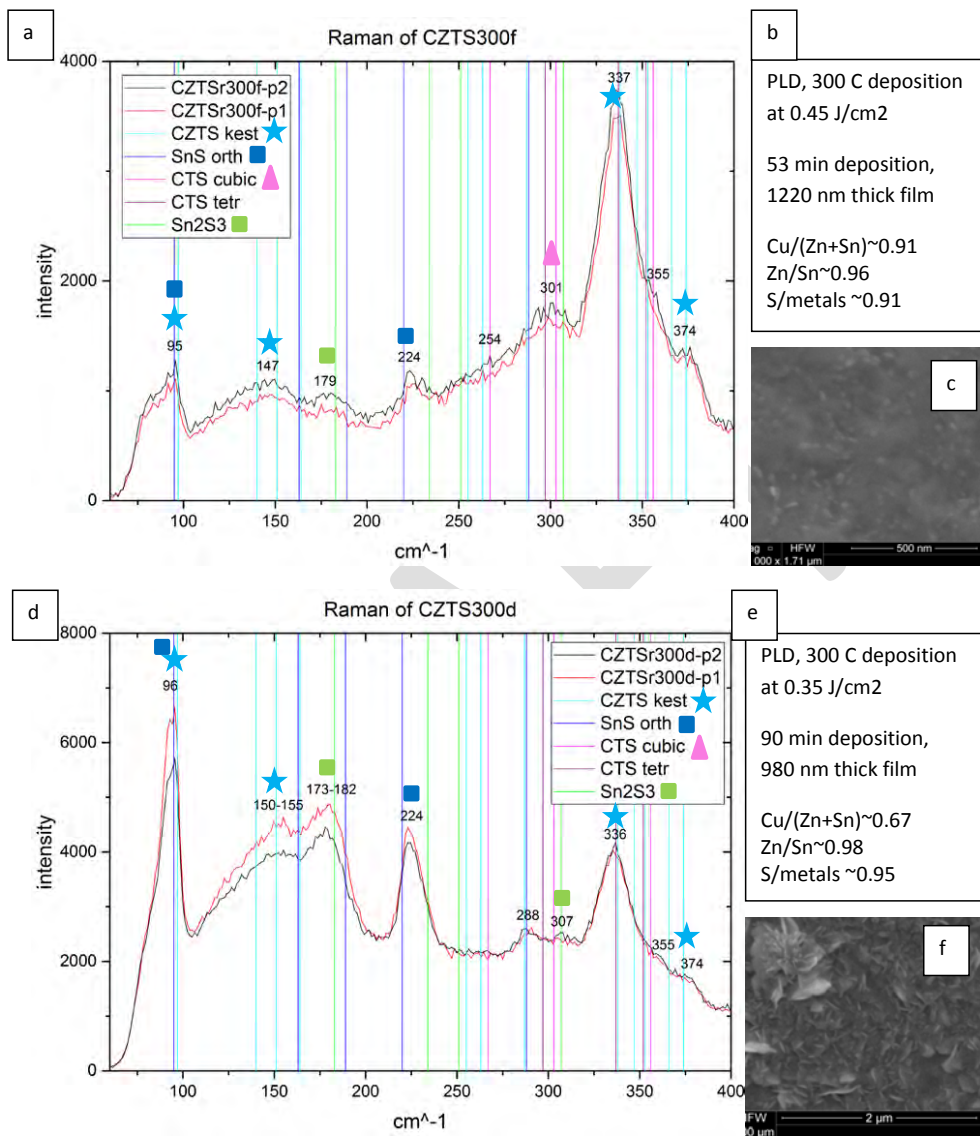 a
Raman of CZTS300f
4000
2000
0
intensity
CZTSr300f-p2
CZTSr300f-p1
CZTS kest
SnS orth
CTS cubic
CTS tetr
Sn2S3
95
147
179
224
254
301
337
355
374
100
150
200
250
300
350
400
cm^-1
b
PLD, 300 C deposition
at 0.45 J/cm2
53 min deposition,
1220 nm thick film
Cu/(Zn+Sn)~0.91
Zn/Sn~0.96
S/metals ~0.91
c
HFW
500 nm
000 x 1.71 µm
d
Raman of CZTS300d
8000
6000
4000
2000
0
intensity
CZTSr300d-p2
CZTSr300d-p1
CZTS kest
SnS orth
CTS cubic
CTS tetr
Sn2S3
96
150-155
173-182
224
288
307
336
355
374
100
150
200
250
300
350
400
cm^-1
e
PLD, 300 C deposition
at 0.35 J/cm2
90 min deposition,
980 nm thick film
Cu/(Zn+Sn)~0.67
Zn/Sn~0.98
S/metals ~0.95
f
2 µm